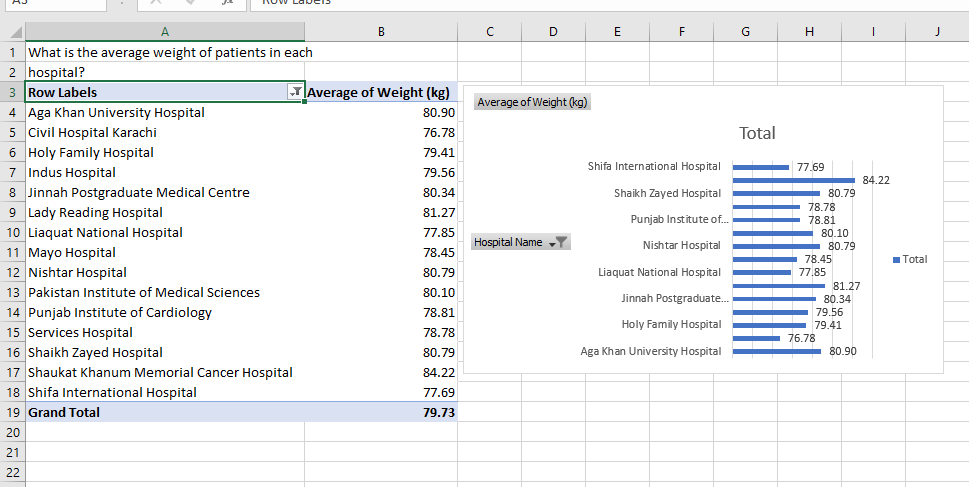 A3
Row Labels
A B C D E F G H I J
1 What is the average weight of patients in each
2 hospital?
3 Row Labels Average of Weight (kg)
4 Aga Khan University Hospital 80.90
5 Civil Hospital Karachi 76.78
6 Holy Family Hospital 79.41
7 Indus Hospital 79.56
8 Jinnah Postgraduate Medical Centre 80.34
9 Lady Reading Hospital 81.27
10 Liaquat National Hospital 77.85
11 Mayo Hospital 78.45
12 Nishtar Hospital 80.79
13 Pakistan Institute of Medical Sciences 80.10
14 Punjab Institute of Cardiology 78.81
15 Services Hospital 78.78
16 Shaikh Zayed Hospital 80.79
17 Shaukat Khanum Memorial Cancer Hospital 84.22
18 Shifa International Hospital 77.69
19 Grand Total 79.73
20
21
22
Average of Weight (kg)
Total
Shifa International Hospital 77.69
84.22
Shaikh Zayed Hospital 80.79
78.78
Punjab Institute of... 78.81
80.10
Nishtar Hospital 80.79
Hospital Name
78.45
Total
Liaquat National Hospital 77.85
81.27
Jinnah Postgraduate... 80.34
79.56
Holy Family Hospital 79.41
76.78
Aga Khan University Hospital 80.90